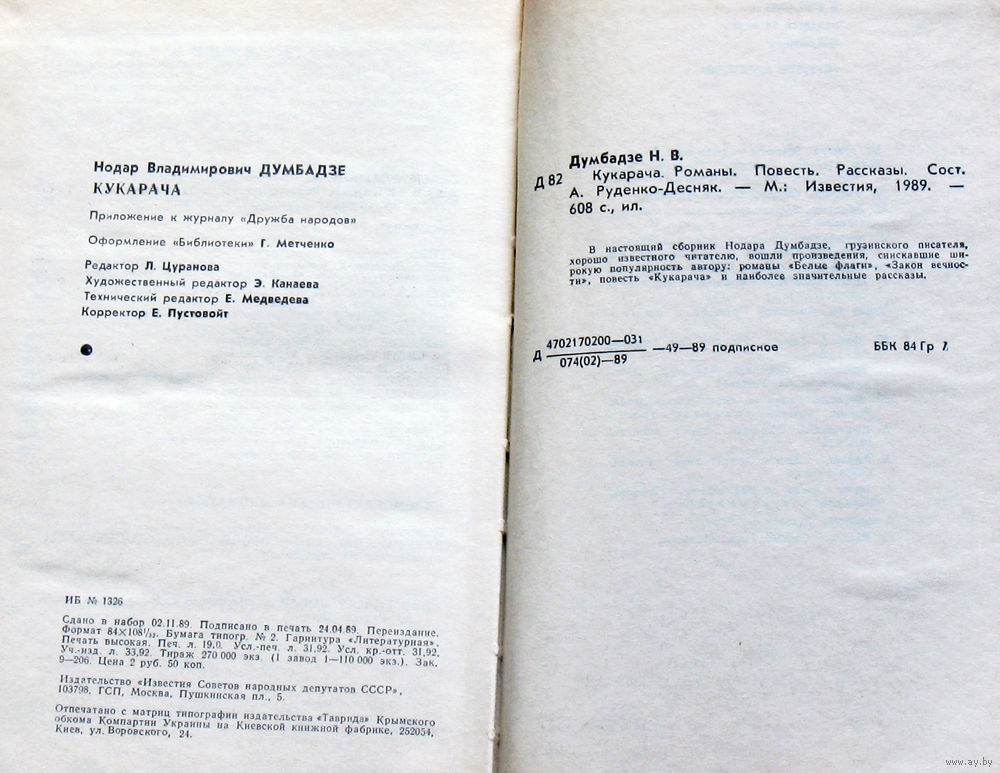 Нодар Владимирович ДУМБАДЗЕ
КУКАРАЧА
Приложение к журналу «Дружба народов»
Оформление «Библиотеки» Г. Метченко
Редактор Л. Цуранова
Художественный редактор Э. Канаева
Технический редактор Е. Медведева
Корректор Е. Пустовойт
ИБ № 1326
Сдано в набор 02.11.89. Подписано в печать 24.04.89. Переиздание.
Формат 84×108¹/₃₂. Бумага типогр. № 2. Гарнитура «Литературная».
Печать высокая. Печ. л. 19,0. Усл.-печ. л. 31,92. Усл. кр.-отт. 31,92.
Уч.-изд. л. 33,92. Тираж 270 000 экз. (1 завод 1—110 000 экз.). Зак.
9—206. Цена 2 руб. 50 коп.
Издательство «Известия Советов народных депутатов СССР»,
103798, ГСП, Москва, Пушкинская пл., 5.
Отпечатано с матриц типографии издательства «Таврида» Крымского
обкома Компартии Украины на Киевской книжной фабрике, 252054,
Киев, ул. Воровского, 24.
Думбадзе Н. В.
Д 82 Кукарача. Романы. Повесть. Рассказы. Сост.
А. Руденко-Десняк. — М.: Известия, 1989. —
608 с., ил.
В настоящий сборник Нодара Думбадзе, грузинского писателя,
хорошо известного читателю, вошли произведения, снискавшие ши-
рокую популярность автору: романы «Белые флаги», «Закон вечнос-
ти», повесть «Кукарача» и наиболее значительные рассказы.
4702170200—031
Д —49—89 подписное ББК 84 Гр 7
074(02)—89
www.ay.by